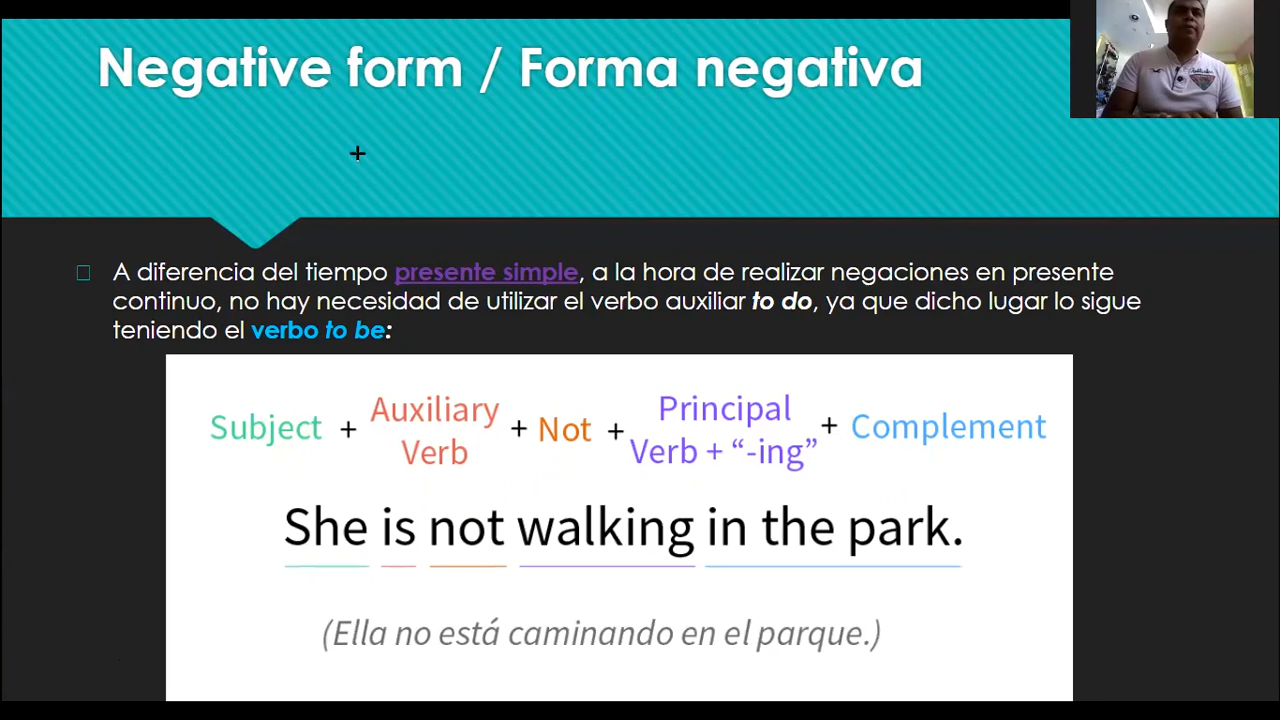 Negative form / Forma negativa
A diferencia del tiempo presente simple, a la hora de realizar negaciones en presente
continuo, no hay necesidad de utilizar el verbo auxiliar to do, ya que dicho lugar lo sigue
teniendo el verbo to be:
Subject + Auxiliary Verb + Not + Principal Verb + “-ing” + Complement
She is not walking in the park.
(Ella no está caminando en el parque.)